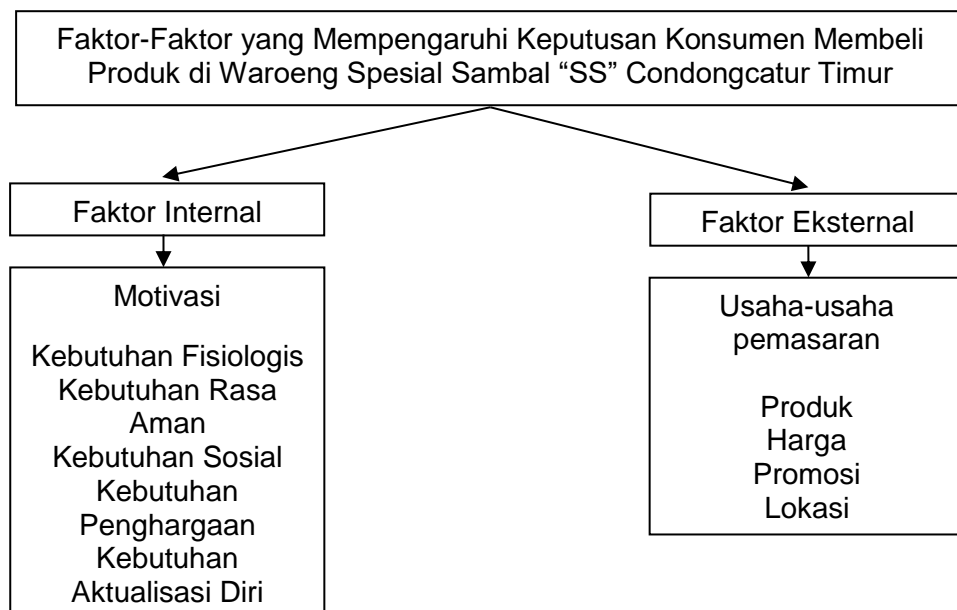 Faktor-Faktor yang Mempengaruhi Keputusan Konsumen Membeli
Produk di Waroeng Spesial Sambal “SS” Condongcatur Timur
Faktor Internal
Motivasi
Kebutuhan Fisiologis
Kebutuhan Rasa
Aman
Kebutuhan Sosial
Kebutuhan
Penghargaan
Kebutuhan
Aktualisasi Diri
Faktor Eksternal
Usaha-usaha
pemasaran
Produk
Harga
Promosi
Lokasi